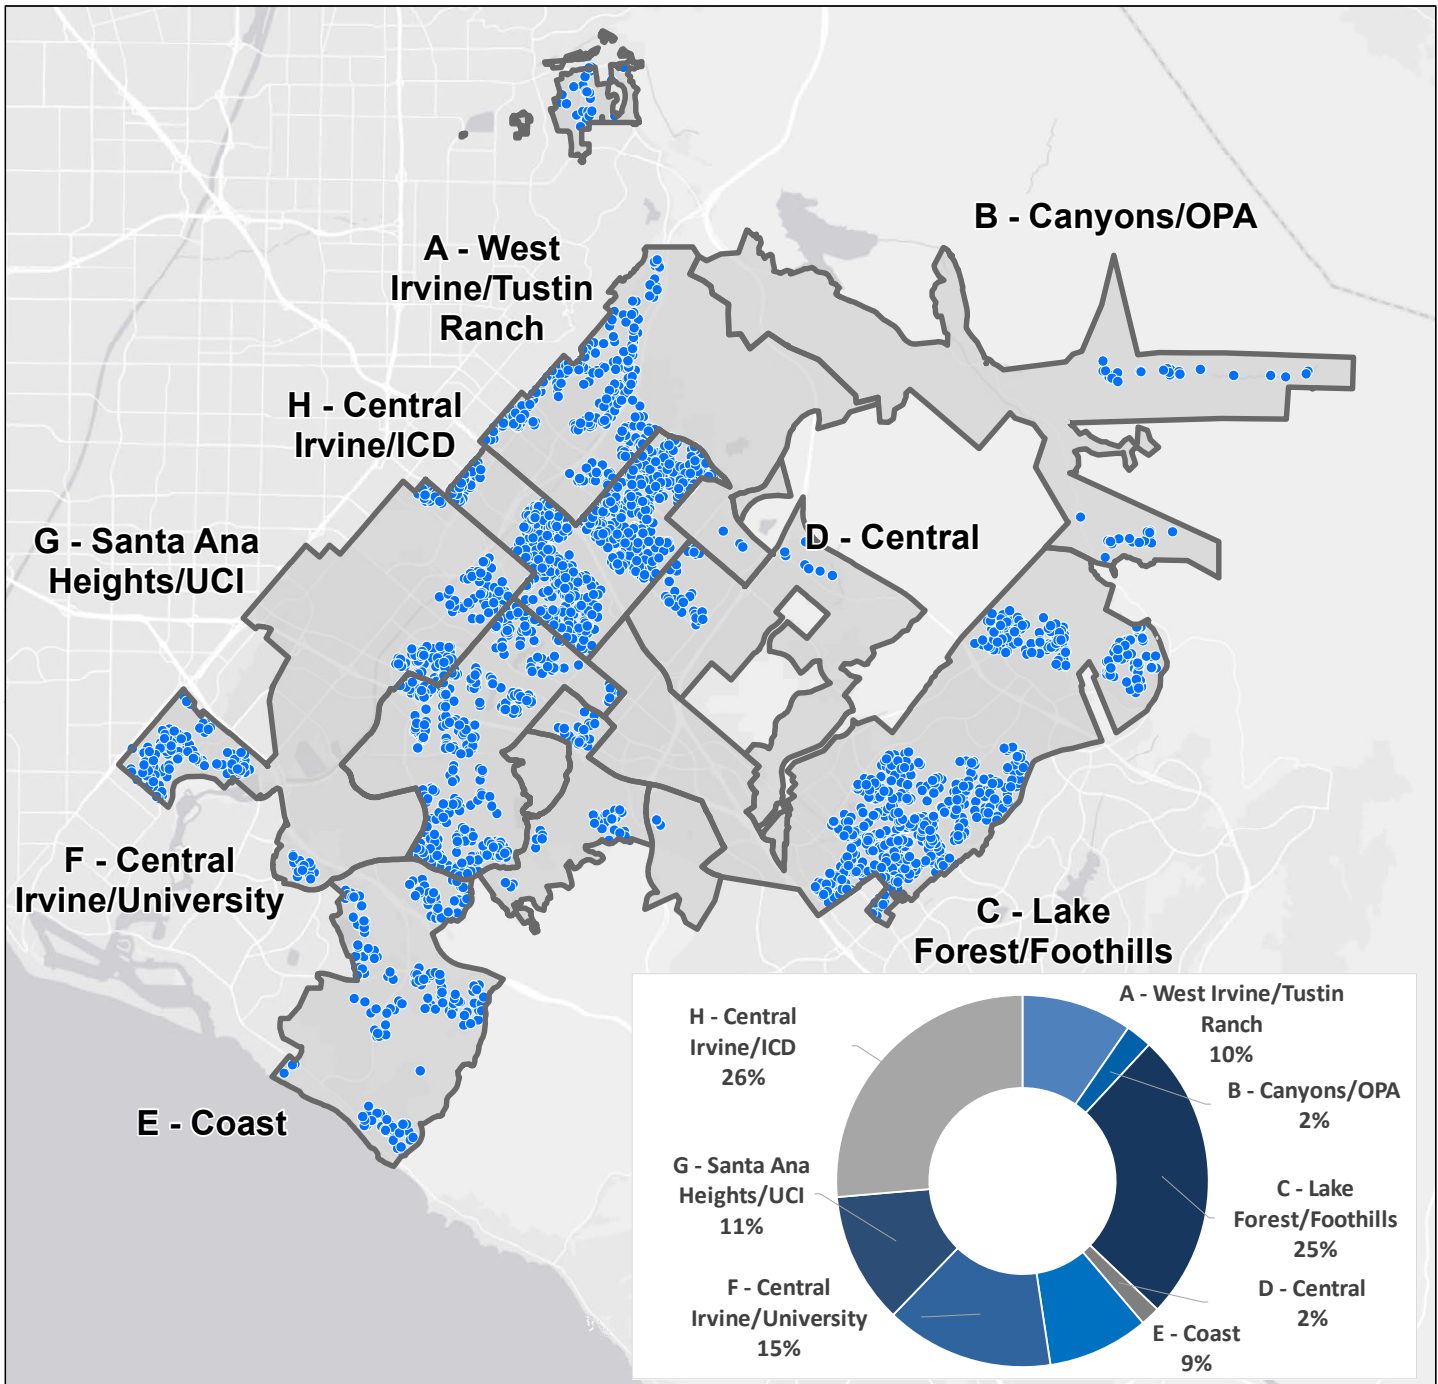 B - Canyons/OPA
A - West
Irvine/Tustin
Ranch
H - Central
Irvine/ICD
G - Santa Ana
Heights/UCI
D - Central
F - Central
Irvine/University
C - Lake
Forest/Foothills
E - Coast
A - West Irvine/Tustin
Ranch
10%
B - Canyons/OPA
2%
C - Lake
Forest/Foothills
25%
D - Central
2%
E - Coast
9%
F - Central
Irvine/University
15%
G - Santa Ana
Heights/UCI
11%
H - Central
Irvine/ICD
26%